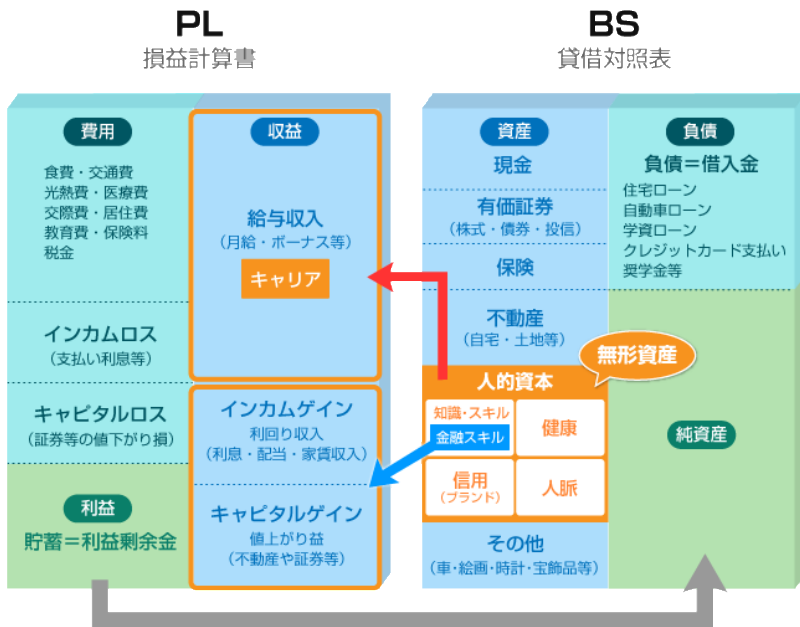 PL
損益計算書
費用
食費・交通費
光熱費・医療費
交際費・居住費
教育費・保険料
税金
インカムロス
(支払い利息等)
キャピタルロス
(証券等の値下がり損)
利益
貯蓄=利益剰余金
収益
給与収入
(月給・ボーナス等)
キャリア
インカムゲイン
利回り収入
(利息・配当・家賃収入)
キャピタルゲイン
値上がり益
(不動産や証券等)
BS
貸借対照表
資産
現金
有価証券
(株式・債券・投信)
保険
不動産
(自宅・土地等)
無形資産
人的資本
知識・スキル
金融スキル
健康
信用
(ブランド)
人脈
その他
(車・絵画・時計・宝飾品等)
負債
負債=借入金
住宅ローン
自動車ローン
学資ローン
クレジットカード支払い
奨学金等
純資産